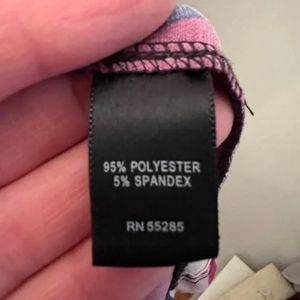 95% POLYESTER
5% SPANDEX
RN 55285